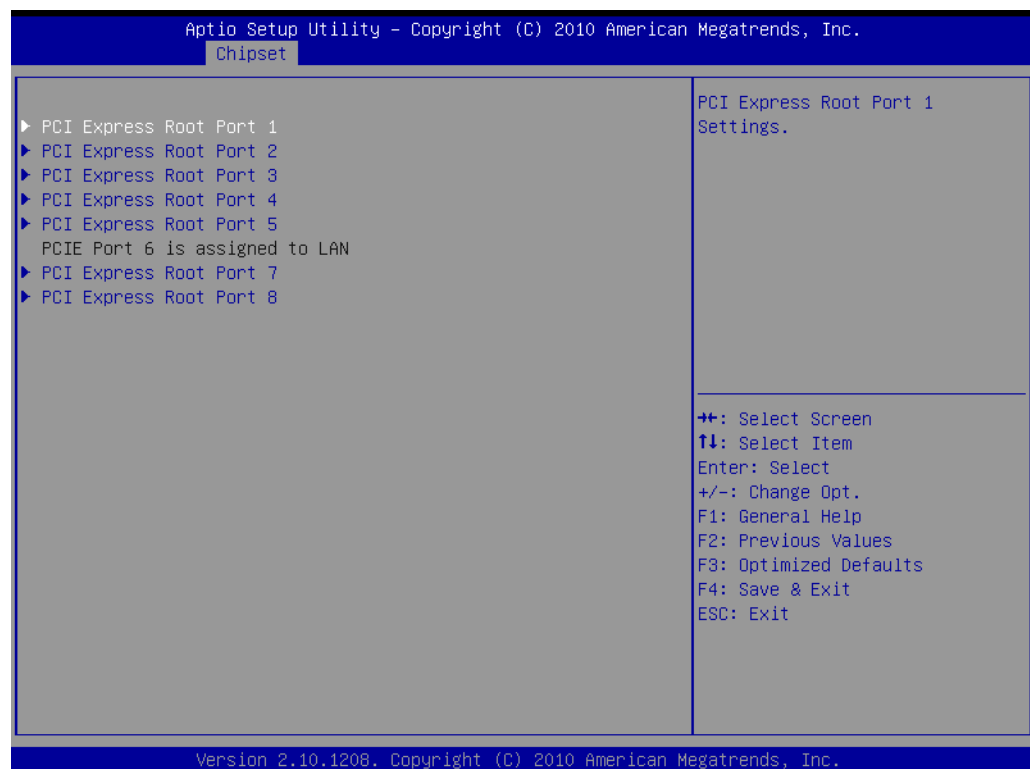 Aptio Setup Utility – Copyright (C) 2010 American Megatrends, Inc.
Chipset
PCI Express Root Port 1
PCI Express Root Port 2
PCI Express Root Port 3
PCI Express Root Port 4
PCI Express Root Port 5
PCIE Port 6 is assigned to LAN
PCI Express Root Port 7
PCI Express Root Port 8
PCI Express Root Port 1
Settings.
→←: Select Screen
↑↓: Select Item
Enter: Select
+/-: Change Opt.
F1: General Help
F2: Previous Values
F3: Optimized Defaults
F4: Save & Exit
ESC: Exit
Version 2.10.1208. Copyright (C) 2010 American Megatrends, Inc.